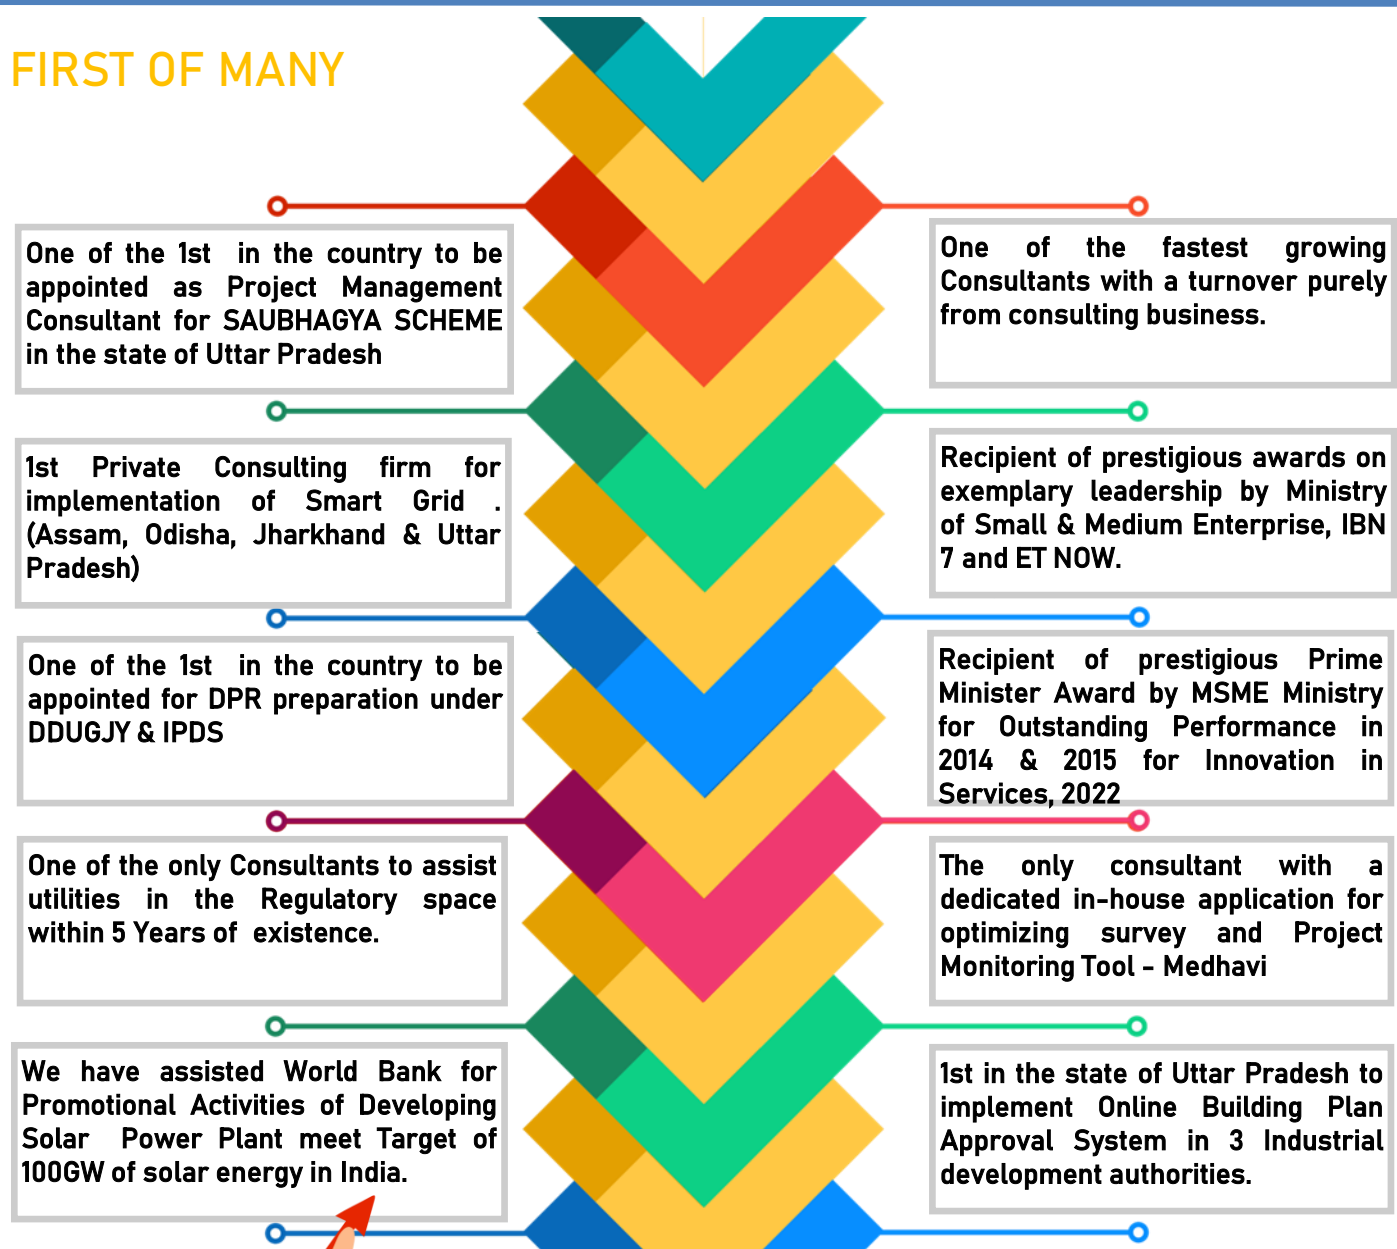 FIRST OF MANY
One of the 1st in the country to be
appointed as Project Management
Consultant for SAUBHAGYA SCHEME
in the state of Uttar Pradesh
One of the fastest growing
Consultants with a turnover purely
from consulting business.
1st Private Consulting firm for
implementation of Smart Grid .
(Assam, Odisha, Jharkhand & Uttar
Pradesh)
Recipient of prestigious awards on
exemplary leadership by Ministry
of Small & Medium Enterprise, IBN
7 and ET NOW.
One of the 1st in the country to be
appointed for DPR preparation under
DDUGJY & IPDS
Recipient of prestigious Prime
Minister Award by MSME Ministry
for Outstanding Performance in
2014 & 2015 for Innovation in
Services, 2022
One of the only Consultants to assist
utilities in the Regulatory space
within 5 Years of existence.
The only consultant with a
dedicated in-house application for
optimizing survey and Project
Monitoring Tool - Medhavi
We have assisted World Bank for
Promotional Activities of Developing
Solar Power Plant meet Target of
100GW of solar energy in India.
1st in the state of Uttar Pradesh to
implement Online Building Plan
Approval System in 3 Industrial
development authorities.